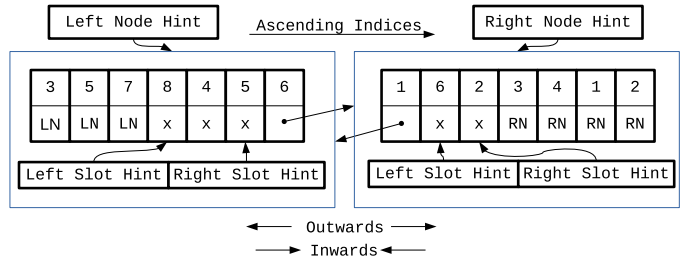 Left Node Hint
Ascending Indices
Right Node Hint
3 5 7 8 4 5 6
LN LN LN x x x
1 6 2 3 4 1 2
x x RN RN RN RN
Left Slot Hint Right Slot Hint
Left Slot Hint Right Slot Hint
Outwards
Inwards